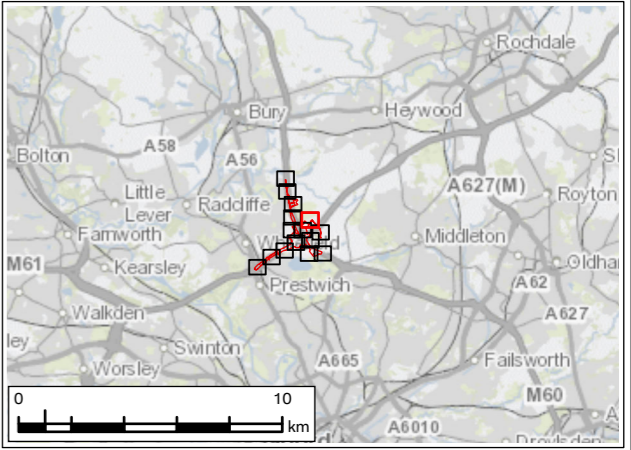 Rochdale
Bury
Heywood
A58
Bolton
A56
A627(M)
Little
Lever
Radcliffe
Royton
Farnworth
Middleton
M61
Kearsley
Prestwich
A62
Walkden
A627
ley
Swinton
A665
Failsworth
Worsley
M60
0 10
km
A6010